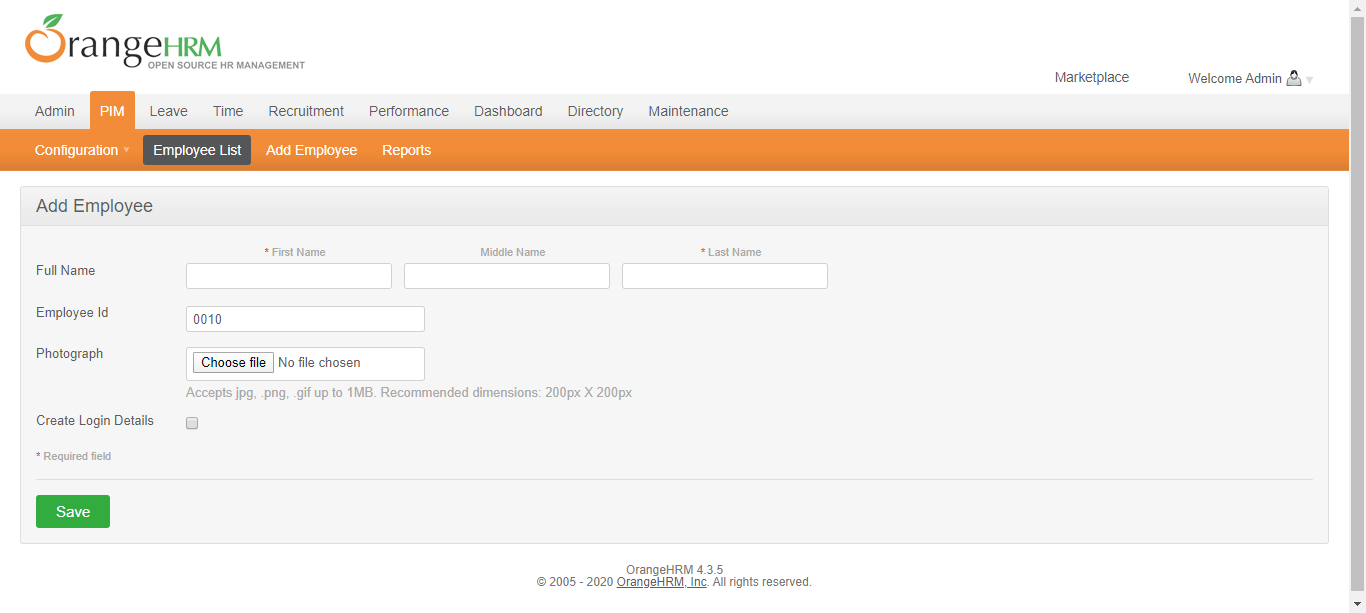 OrangeHRM
OPEN SOURCE HR MANAGEMENT
Marketplace Welcome Admin
Admin PIM Leave Time Recruitment Performance Dashboard Directory Maintenance
Configuration Employee List Add Employee Reports
Add Employee
* First Name Middle Name * Last Name
Full Name
Employee Id 0010
Photograph Choose file No file chosen
Accepts jpg, .png, .gif up to 1MB. Recommended dimensions: 200px X 200px
Create Login Details
* Required field
Save
OrangeHRM 4.3.5
© 2005 - 2020 OrangeHRM, Inc. All rights reserved.